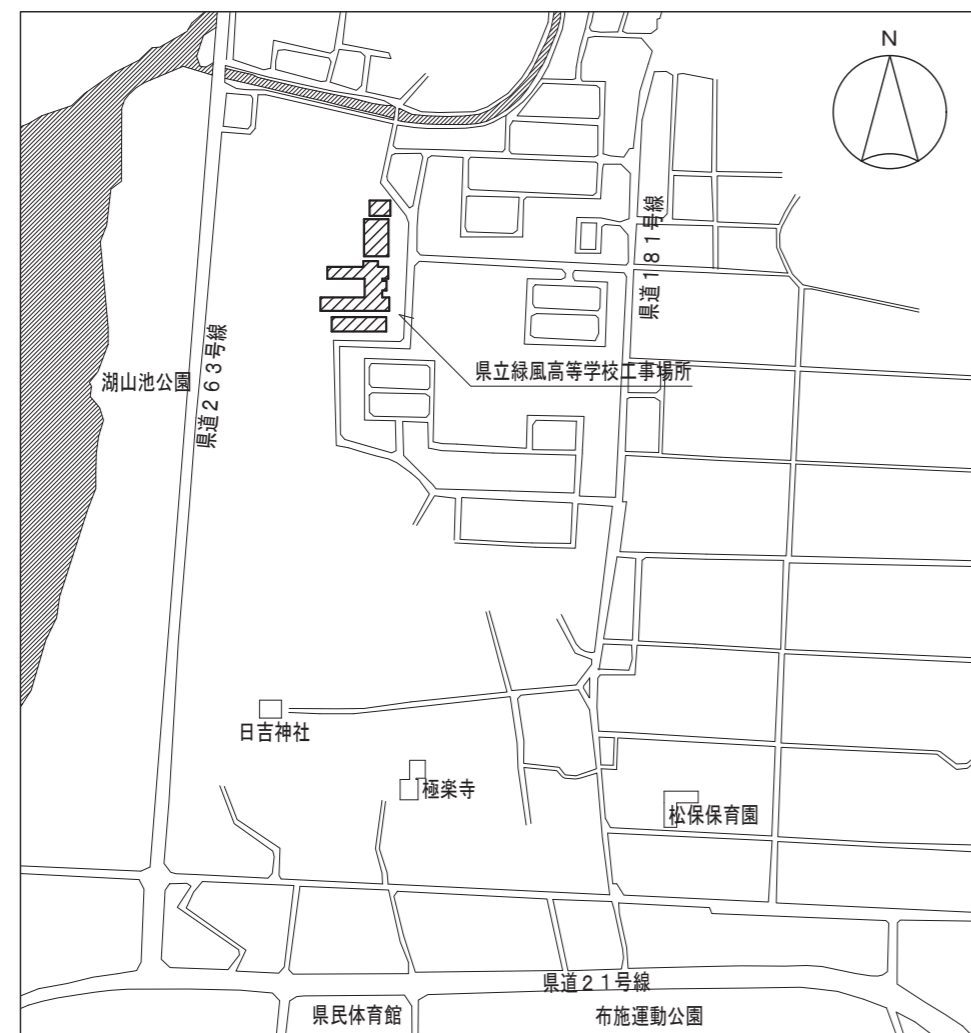 N
県道181号線
県道263号線
県立緑風高等学校工事場所
湖山池公園
日吉神社
極楽寺
松保保育園
県道21号線
県民体育館
布施運動公園